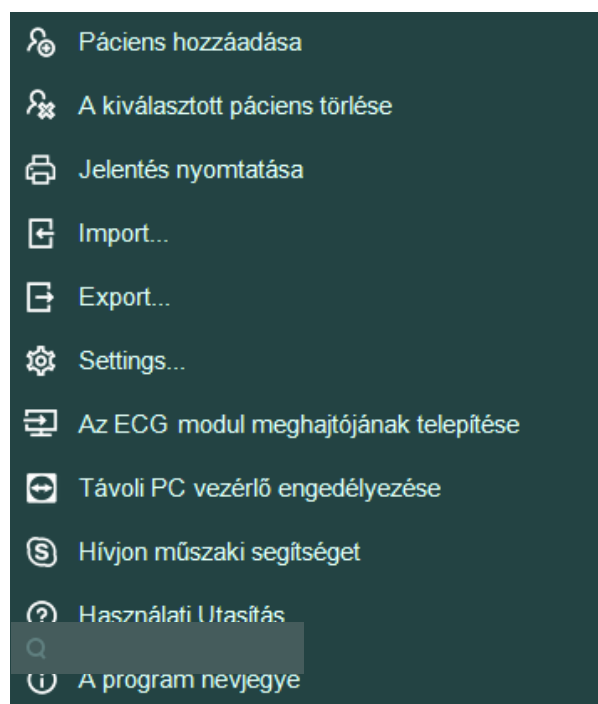 Páciens hozzáadása
A kiválasztott páciens törlése
Jelentés nyomtatása
Import...
Export...
Settings...
Az ECG modul meghajtójának telepítése
Távoli PC vezérlő engedélyezése
Hívjon műszaki segítséget
Használati Utasítás
A program névjegye